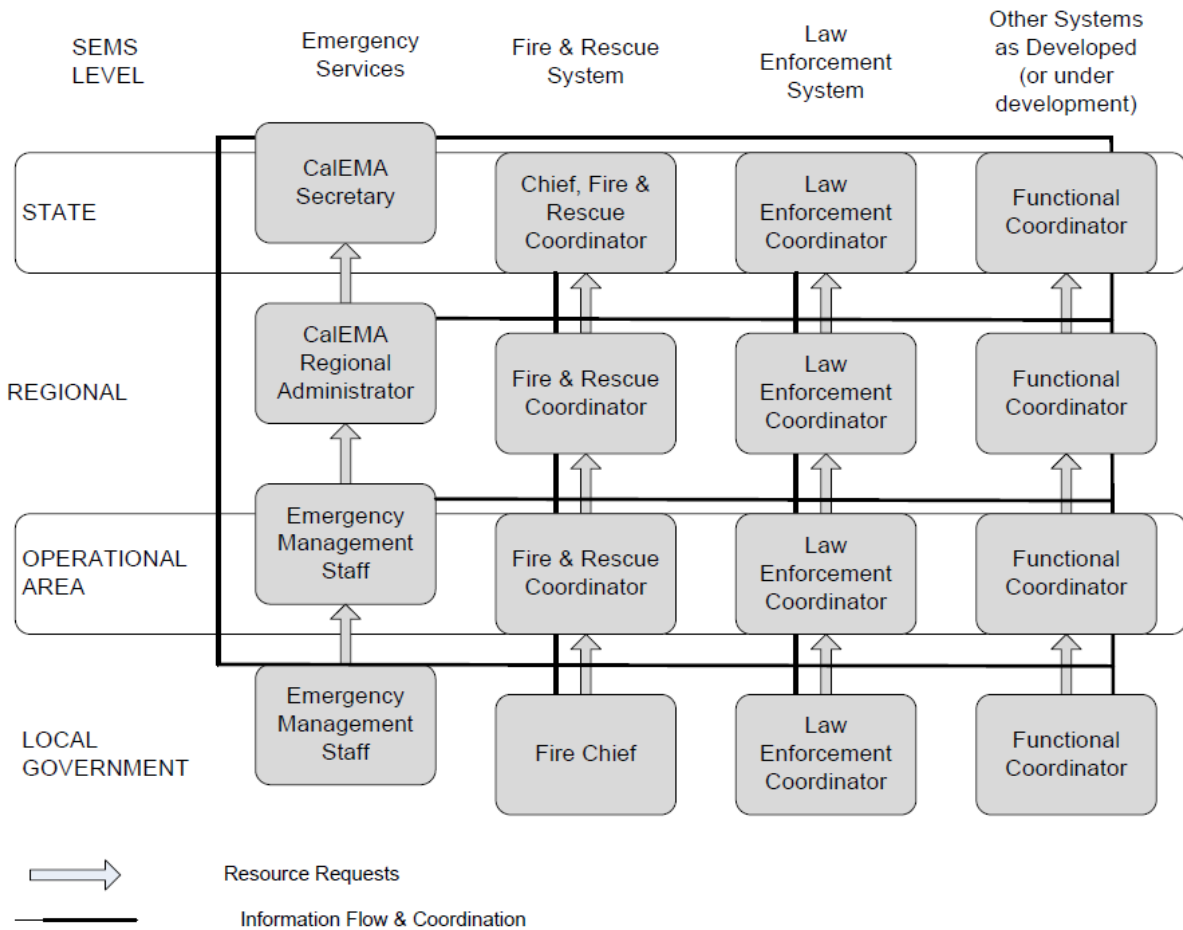 SEMS
LEVEL
Emergency
Services
Fire & Rescue
System
Law
Enforcement
System
Other Systems
as Developed
(or under
development)
STATE
CalEMA
Secretary
Chief, Fire &
Rescue
Coordinator
Law
Enforcement
Coordinator
Functional
Coordinator
REGIONAL
CalEMA
Regional
Administrator
Fire & Rescue
Coordinator
Law
Enforcement
Coordinator
Functional
Coordinator
OPERATIONAL
AREA
Emergency
Management
Staff
Fire & Rescue
Coordinator
Law
Enforcement
Coordinator
Functional
Coordinator
LOCAL
GOVERNMENT
Emergency
Management
Staff
Fire Chief
Law
Enforcement
Coordinator
Functional
Coordinator
Resource Requests
Information Flow & Coordination